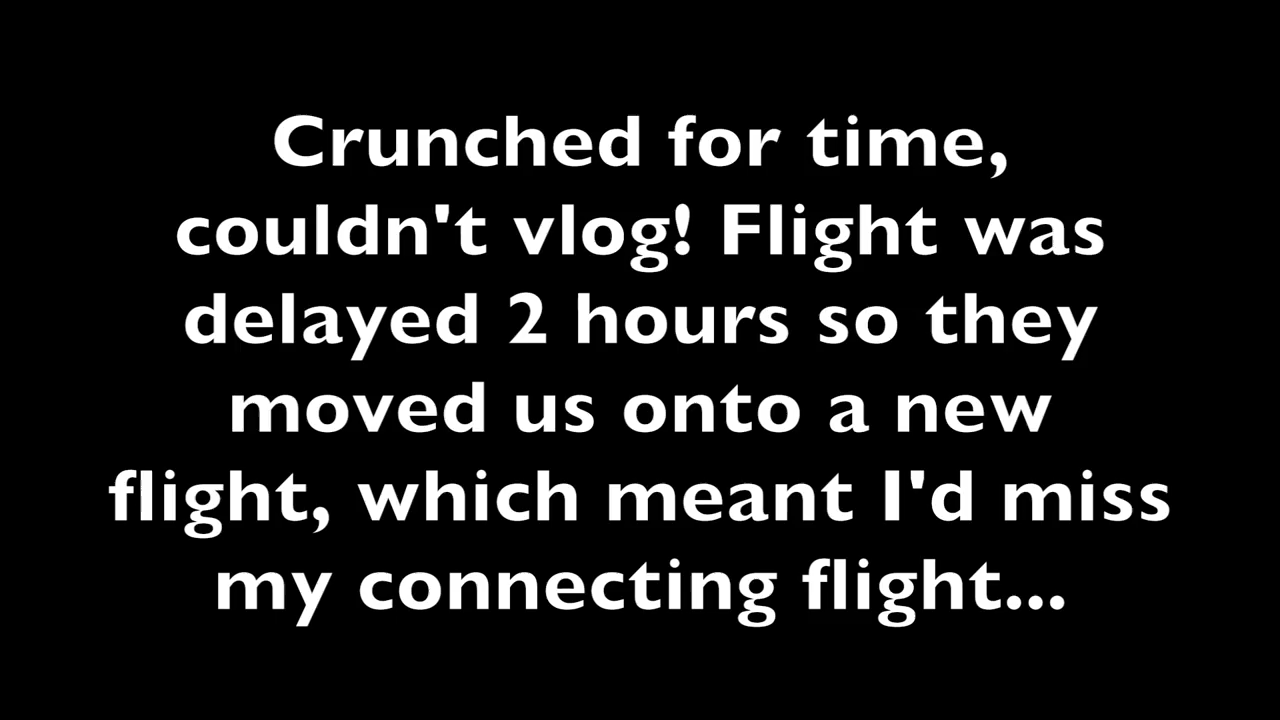 Crunched for time,
couldn't vlog! Flight was
delayed 2 hours so they
moved us onto a new
flight, which meant I'd miss
my connecting flight...